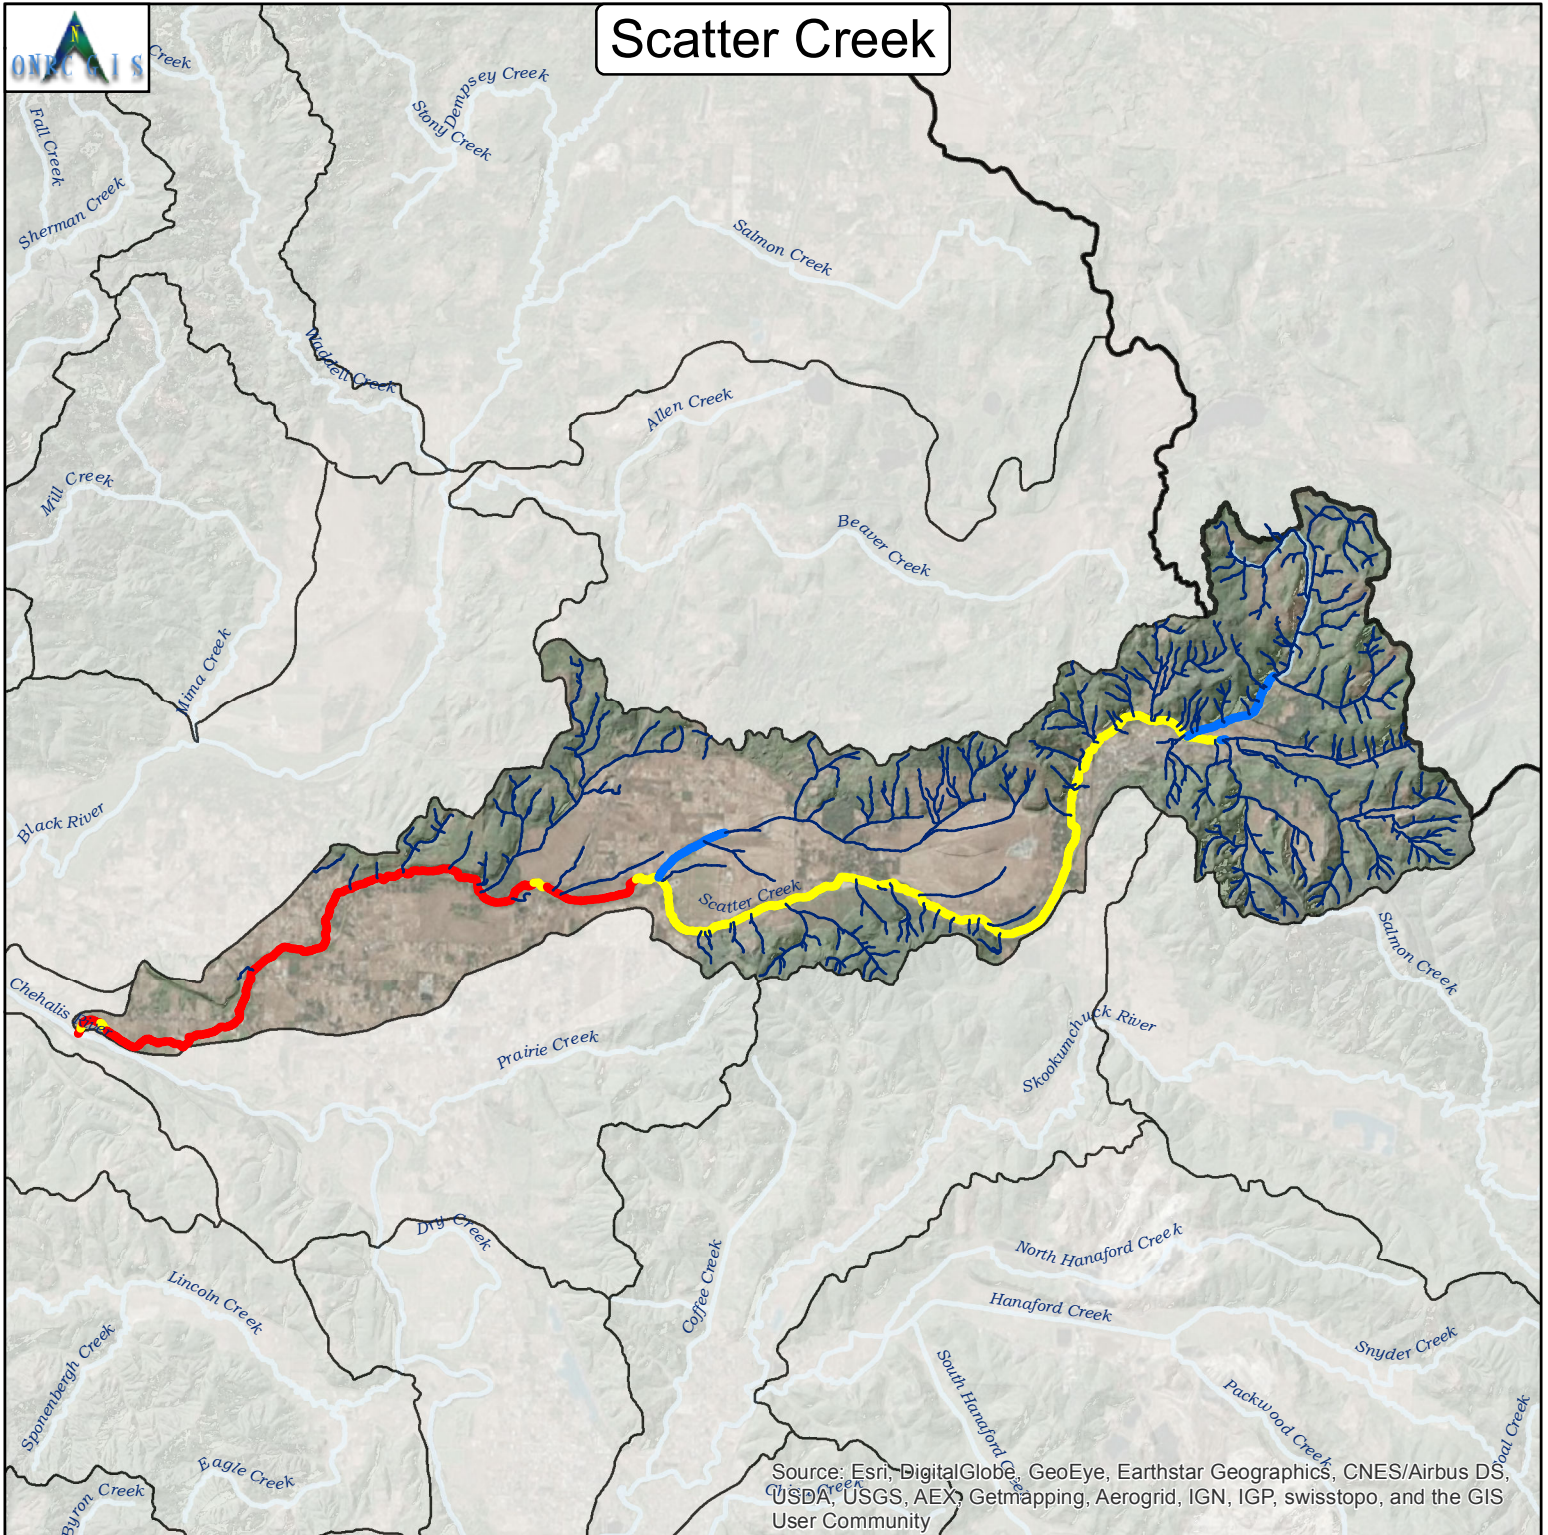 Scatter Creek
N
ONRC GIS
Creek
Dempsey Creek
Stony Creek
Fall Creek
Sherman Creek
Salmon Creek
Waddell Creek
Allen Creek
Mill Creek
Beaver Creek
Mima Creek
Black River
Scatter Creek
Salmon Creek
Chehalis River
Skookumchuck River
Prairie Creek
Dry Creek
North Hanaford Creek
Coffee Creek
Lincoln Creek
Hanaford Creek
Snyder Creek
Sponenbergh Creek
South Hanaford Creek
Packwood Creek
Coal Creek
Eagle Creek
Byron Creek
Creek
Source: Esri, DigitalGlobe, GeoEye, Earthstar Geographics, CNES/Airbus DS,
USDA, USGS, AEX, Getmapping, Aerogrid, IGN, IGP, swisstopo, and the GIS
User Community